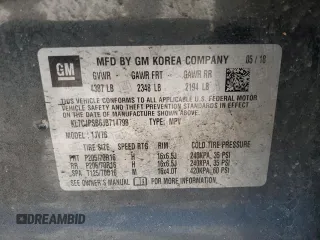 GM
MFD BY GM KOREA COMPANY 05/18
GVWR GAWR FRT GAWR RR
4387 LB 2348 LB 2194 LB
THIS VEHICLE CONFORMS TO ALL APPLICABLE U.S. FEDERAL MOTOR
VEHICLE SAFETY AND THEFT PREVENTION STANDARDS IN EFFECT ON
THE DATE OF MANUFACTURE SHOWN ABOVE.
TYPE: MPV
TIRE SIZE SPEED RTG RIM COLD TIRE PRESSURE
FRT P205/70R16 H 16x6.5J 240KPA, 35 PSI
RR P205/70R16 H 16x6.5J 240KPA, 35 PSI
SPA T125/70D16 M 16x4.0T 420KPA, 60 PSI
SEE OWNER'S MANUAL FOR ADDITIONAL INFORMATION.